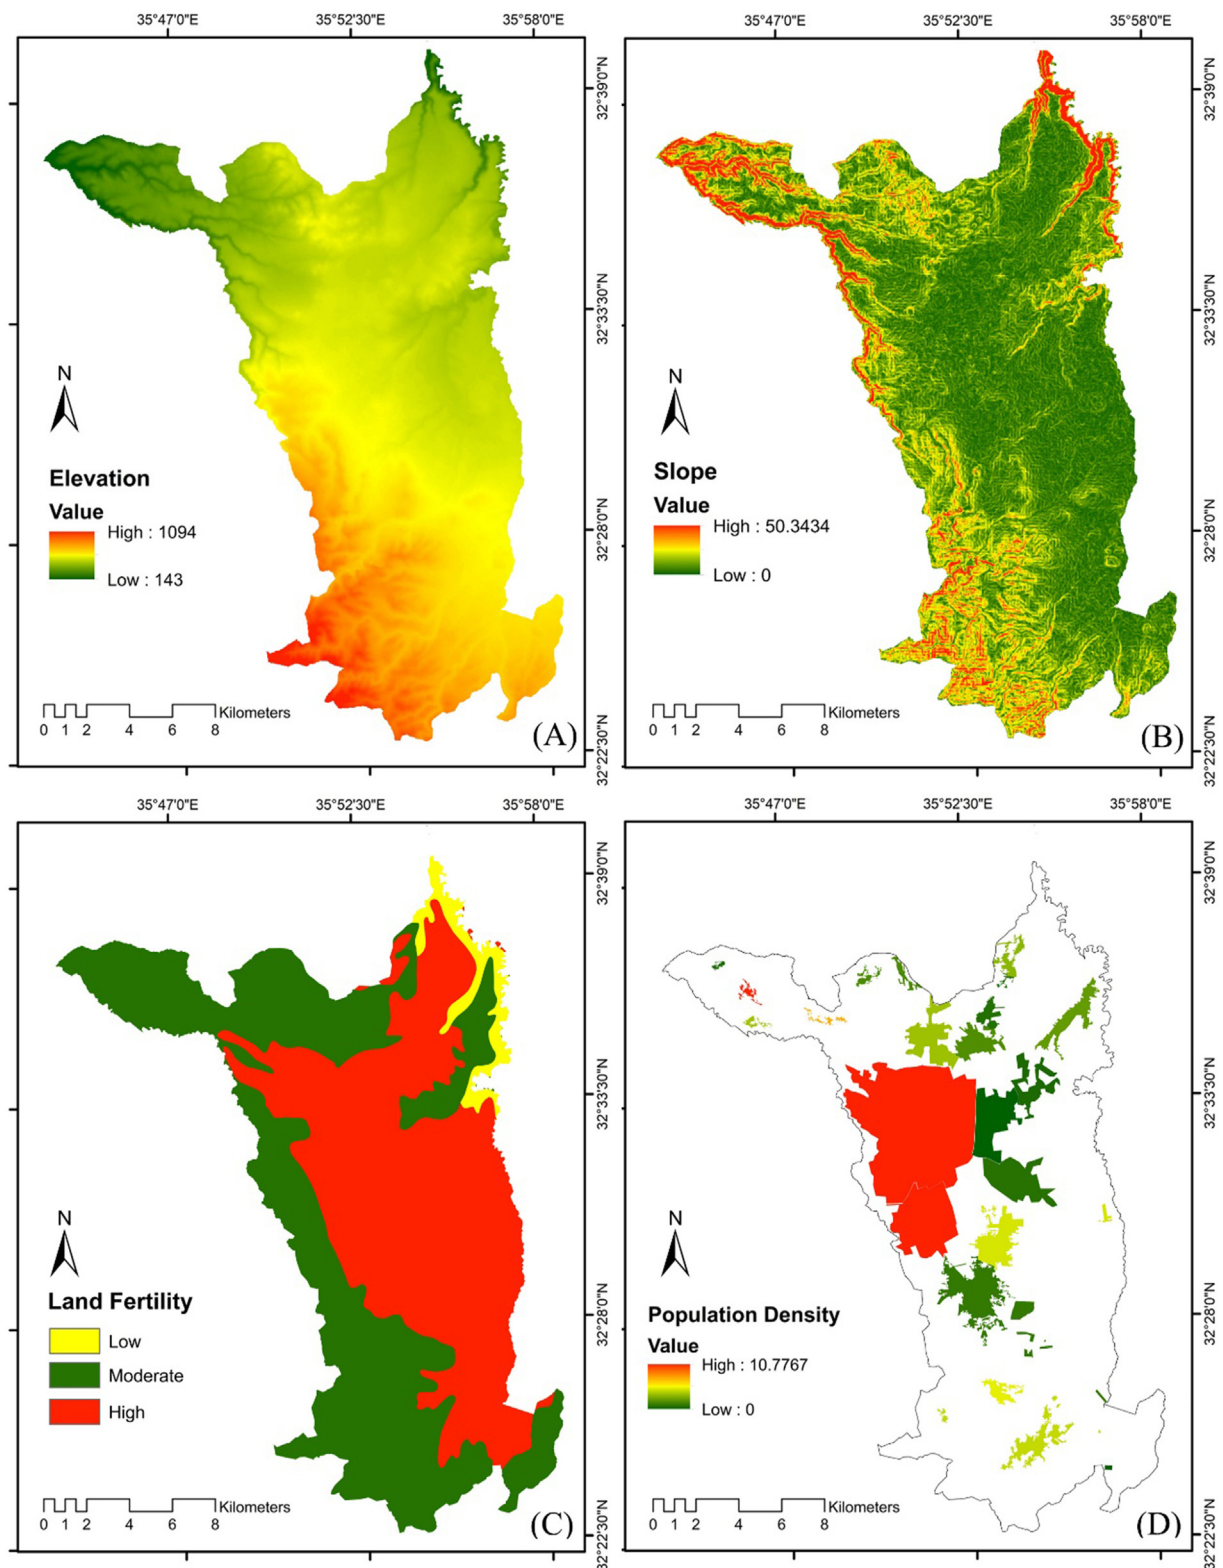 35°47'0"E 35°52'30"E 35°58'0"E
32°39'0"N
32°33'30"N
32°28'0"N
32°22'30"N
N
Elevation
Value
High : 1094
Low : 143
0 1 2 4 6 8 Kilometers
(A)
35°47'0"E 35°52'30"E 35°58'0"E
32°39'0"N
32°33'30"N
32°28'0"N
32°22'30"N
N
Slope
Value
High : 50.3434
Low : 0
0 1 2 4 6 8 Kilometers
(B)
35°47'0"E 35°52'30"E 35°58'0"E
32°39'0"N
32°33'30"N
32°28'0"N
32°22'30"N
N
Land Fertility
Low
Moderate
High
0 1 2 4 6 8 Kilometers
(C)
35°47'0"E 35°52'30"E 35°58'0"E
32°39'0"N
32°33'30"N
32°28'0"N
32°22'30"N
N
Population Density
Value
High : 10.7767
Low : 0
0 1 2 4 6 8 Kilometers
(D)